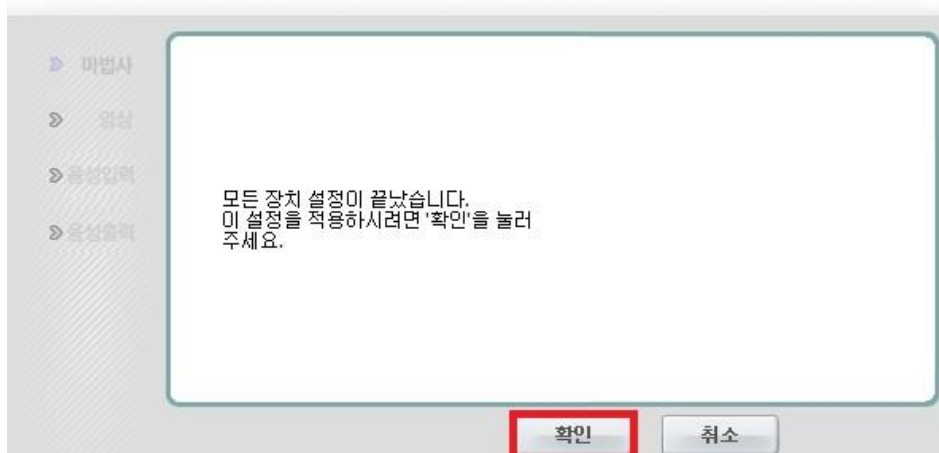 마법사
영상
음성입력
음성출력
모든 장치 설정이 끝났습니다.
이 설정을 적용하시려면 '확인'을 눌러
주세요.
확인
취소